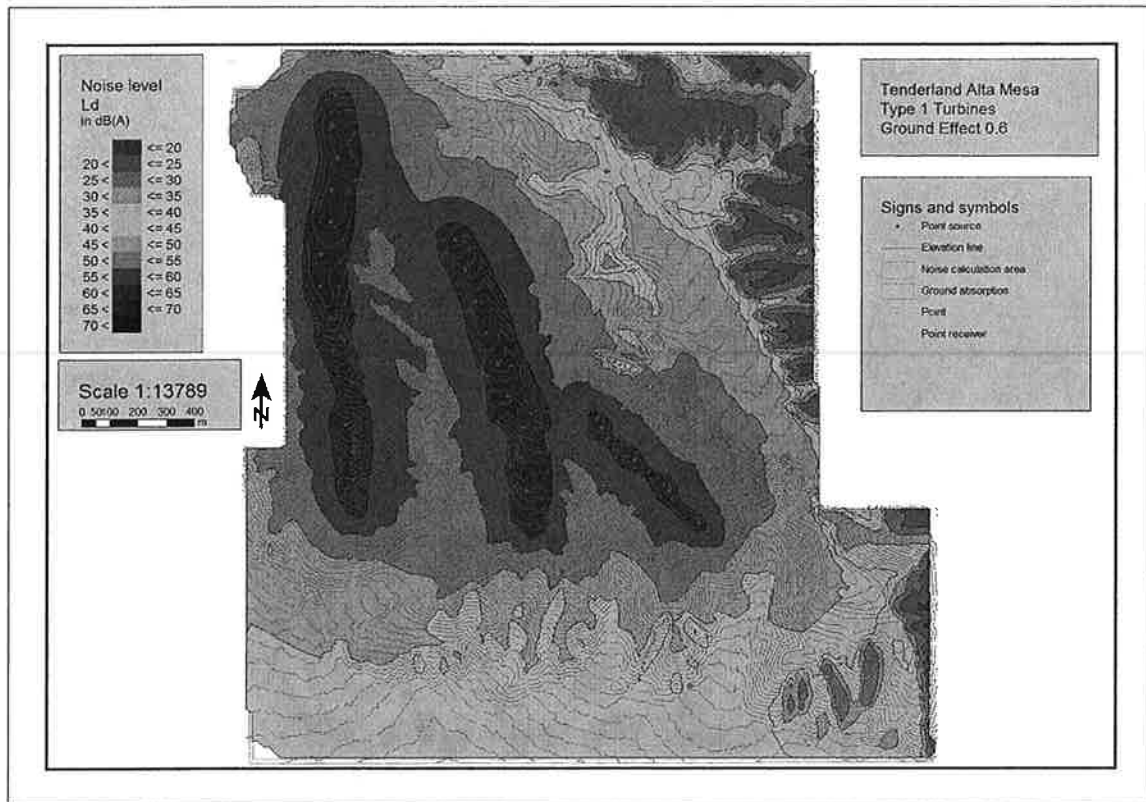 Noise level
Ld
in dB(A)
<= 20
20 < <= 25
25 < <= 30
30 < <= 35
35 < <= 40
40 < <= 45
45 < <= 50
50 < <= 55
55 < <= 60
60 < <= 65
65 < <= 70
70 <
Scale 1:13789
0 50100 200 300 400
m
N
Tenderland Alta Mesa
Type 1 Turbines
Ground Effect 0.6
Signs and symbols
Point source
Elevation line
Noise calculation area
Ground absorption
Point
Point receiver